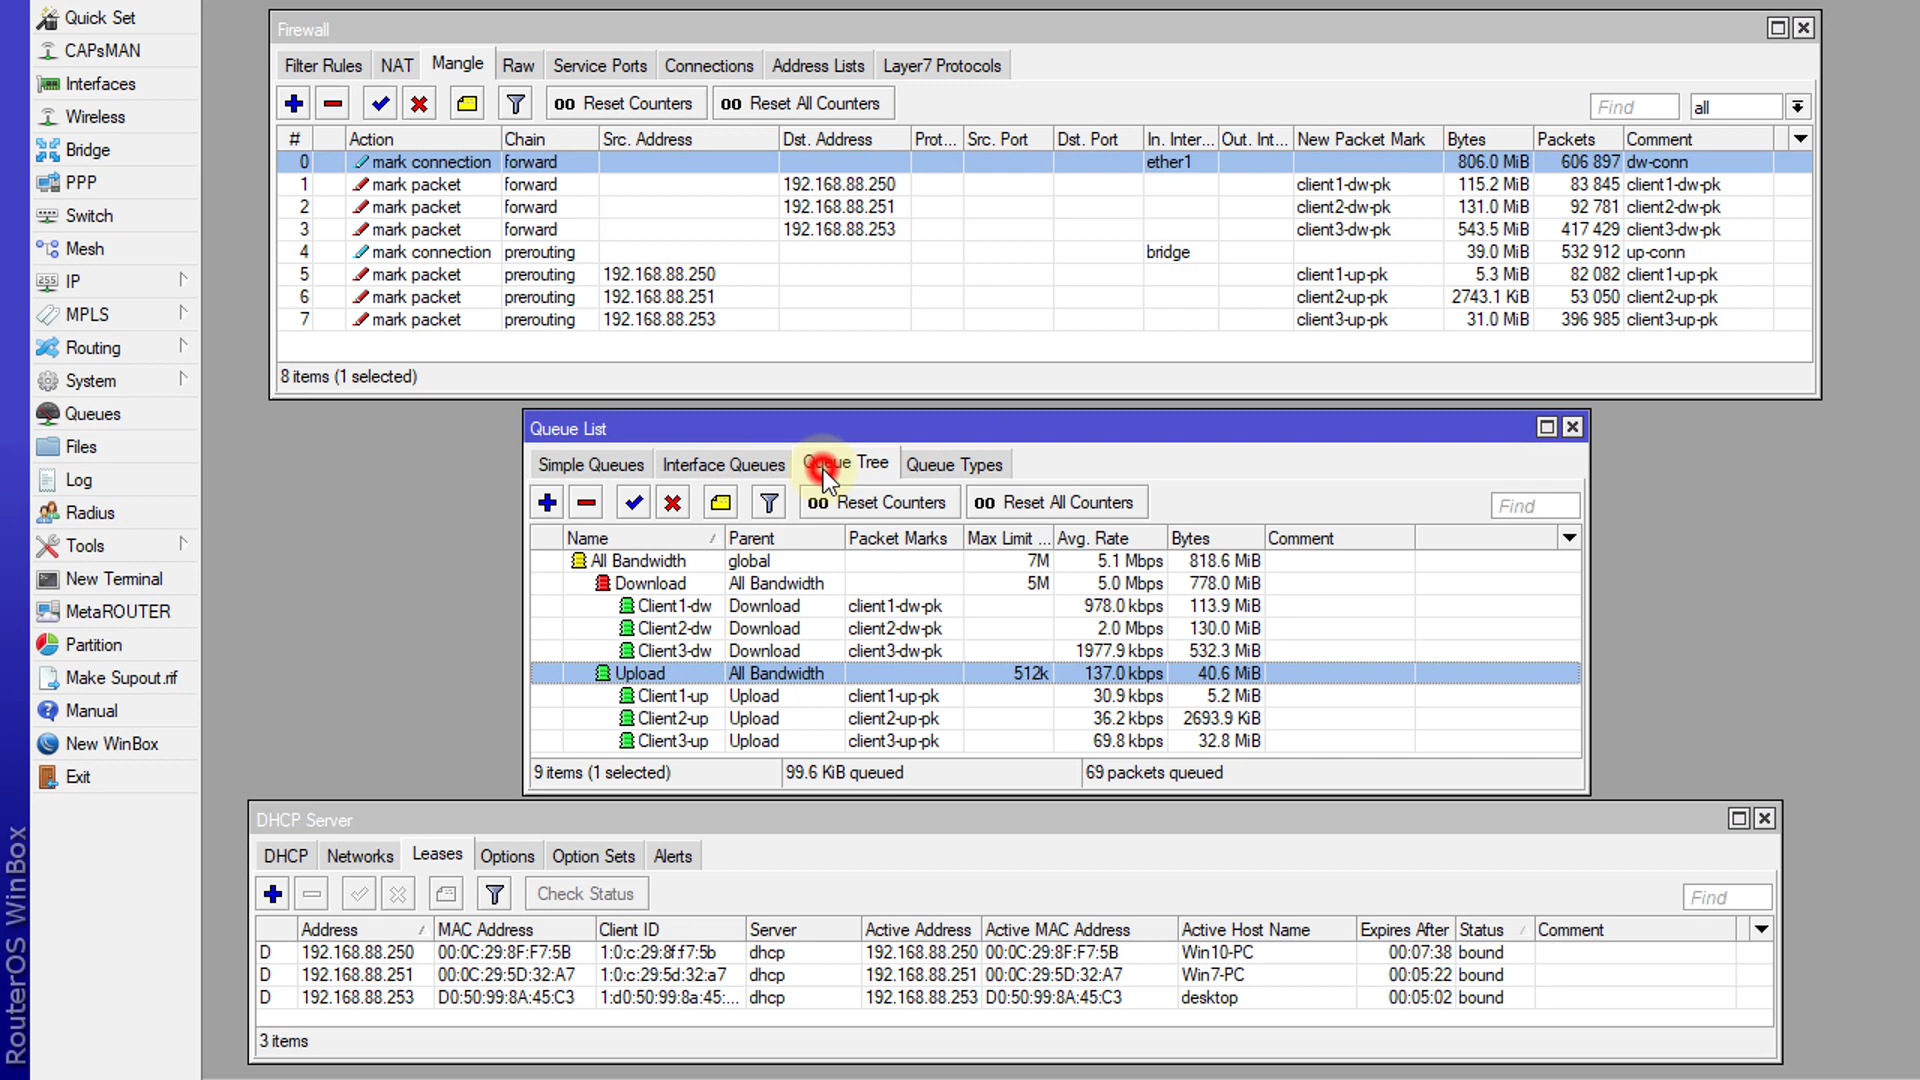 Quick Set
CAPsMAN
Interfaces
Wireless
Bridge
PPP
Switch
Mesh
IP
MPLS
Routing
System
Queues
Files
Log
Radius
Tools
New Terminal
MetaROUTER
Partition
Make Supout.rif
Manual
New WinBox
Exit
RouterOS WinBox
Firewall
Filter Rules NAT Mangle Raw Service Ports Connections Address Lists Layer7 Protocols
00 Reset Counters 00 Reset All Counters Find all
# Action Chain Src. Address Dst. Address Prot... Src. Port Dst. Port In. Inter... Out. Int... New Packet Mark Bytes Packets Comment
0 mark connection forward ether1 806.0 MiB 606 897 dw-conn
1 mark packet forward 192.168.88.250 client1-dw-pk 115.2 MiB 83 845 client1-dw-pk
2 mark packet forward 192.168.88.251 client2-dw-pk 131.0 MiB 92 781 client2-dw-pk
3 mark packet forward 192.168.88.253 client3-dw-pk 543.5 MiB 417 429 client3-dw-pk
4 mark connection prerouting bridge 39.0 MiB 532 912 up-conn
5 mark packet prerouting 192.168.88.250 client1-up-pk 5.3 MiB 82 082 client1-up-pk
6 mark packet prerouting 192.168.88.251 client2-up-pk 2743.1 KiB 53 050 client2-up-pk
7 mark packet prerouting 192.168.88.253 client3-up-pk 31.0 MiB 396 985 client3-up-pk
8 items (1 selected)
Queue List
Simple Queues Interface Queues Queue Tree Queue Types
00 Reset Counters 00 Reset All Counters Find
Name Parent Packet Marks Max Limit ... Avg. Rate Bytes Comment
All Bandwidth global 7M 5.1 Mbps 818.6 MiB
Download All Bandwidth 5M 5.0 Mbps 778.0 MiB
Client1-dw Download client1-dw-pk 978.0 kbps 113.9 MiB
Client2-dw Download client2-dw-pk 2.0 Mbps 130.0 MiB
Client3-dw Download client3-dw-pk 1977.9 kbps 532.3 MiB
Upload All Bandwidth 512k 137.0 kbps 40.6 MiB
Client1-up Upload client1-up-pk 30.9 kbps 5.2 MiB
Client2-up Upload client2-up-pk 36.2 kbps 2693.9 KiB
Client3-up Upload client3-up-pk 69.8 kbps 32.8 MiB
9 items (1 selected) 99.6 KiB queued 69 packets queued
DHCP Server
DHCP Networks Leases Options Option Sets Alerts
Check Status Find
Address MAC Address Client ID Server Active Address Active MAC Address Active Host Name Expires After Status Comment
D 192.168.88.250 00:0C:29:8F:F7:5B 1:0:c:29:8f:f7:5b dhcp 192.168.88.250 00:0C:29:8F:F7:5B Win10-PC 00:07:38 bound
D 192.168.88.251 00:0C:29:5D:32:A7 1:0:c:29:5d:32:a7 dhcp 192.168.88.251 00:0C:29:5D:32:A7 Win7-PC 00:05:22 bound
D 192.168.88.253 D0:50:99:8A:45:C3 1:d0:50:99:8a:45:... dhcp 192.168.88.253 D0:50:99:8A:45:C3 desktop 00:05:02 bound
3 items